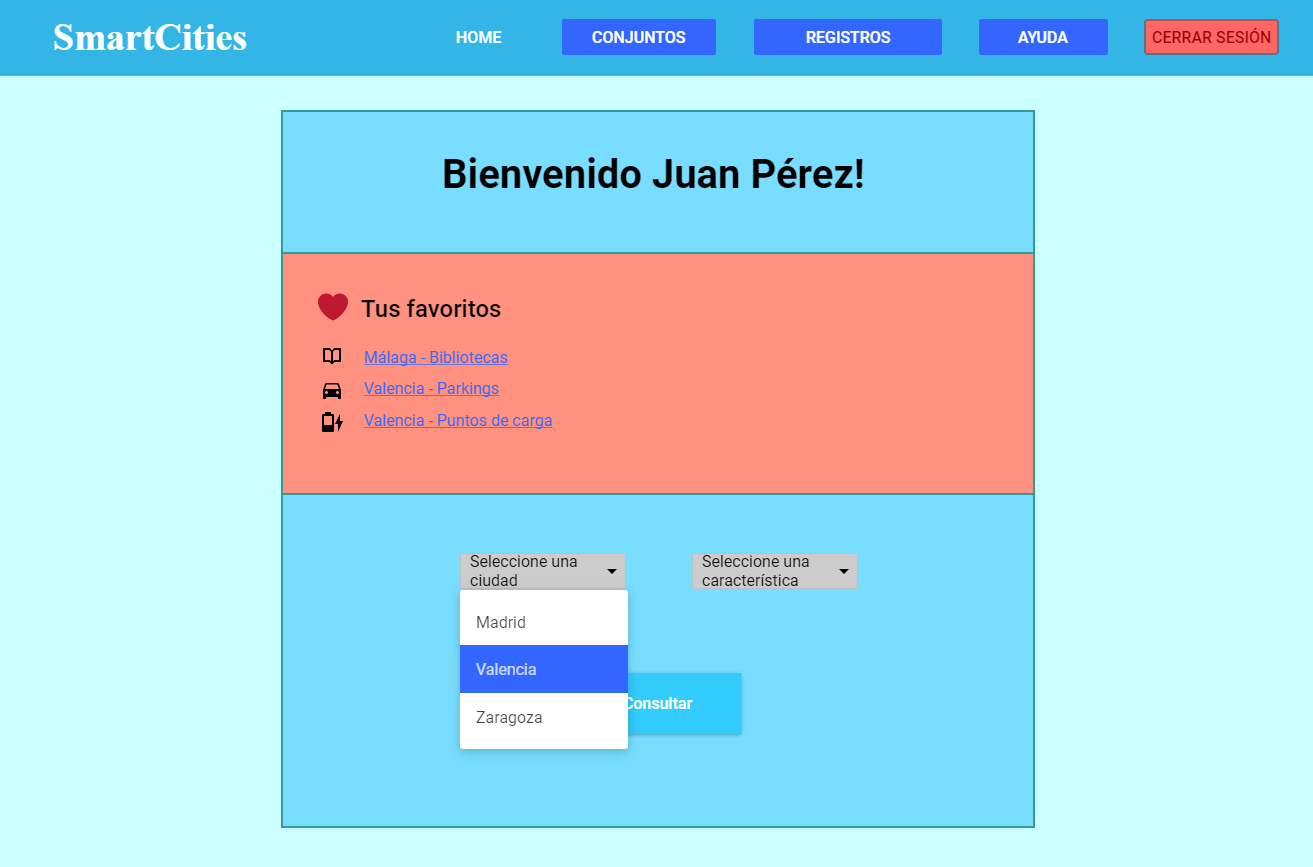 SmartCities
HOME
CONJUNTOS
REGISTROS
AYUDA
CERRAR SESIÓN
Bienvenido Juan Pérez!
Tus favoritos
Málaga - Bibliotecas
Valencia - Parkings
Valencia - Puntos de carga
Seleccione una
ciudad
Seleccione una
característica
Madrid
Valencia
Zaragoza
Consultar